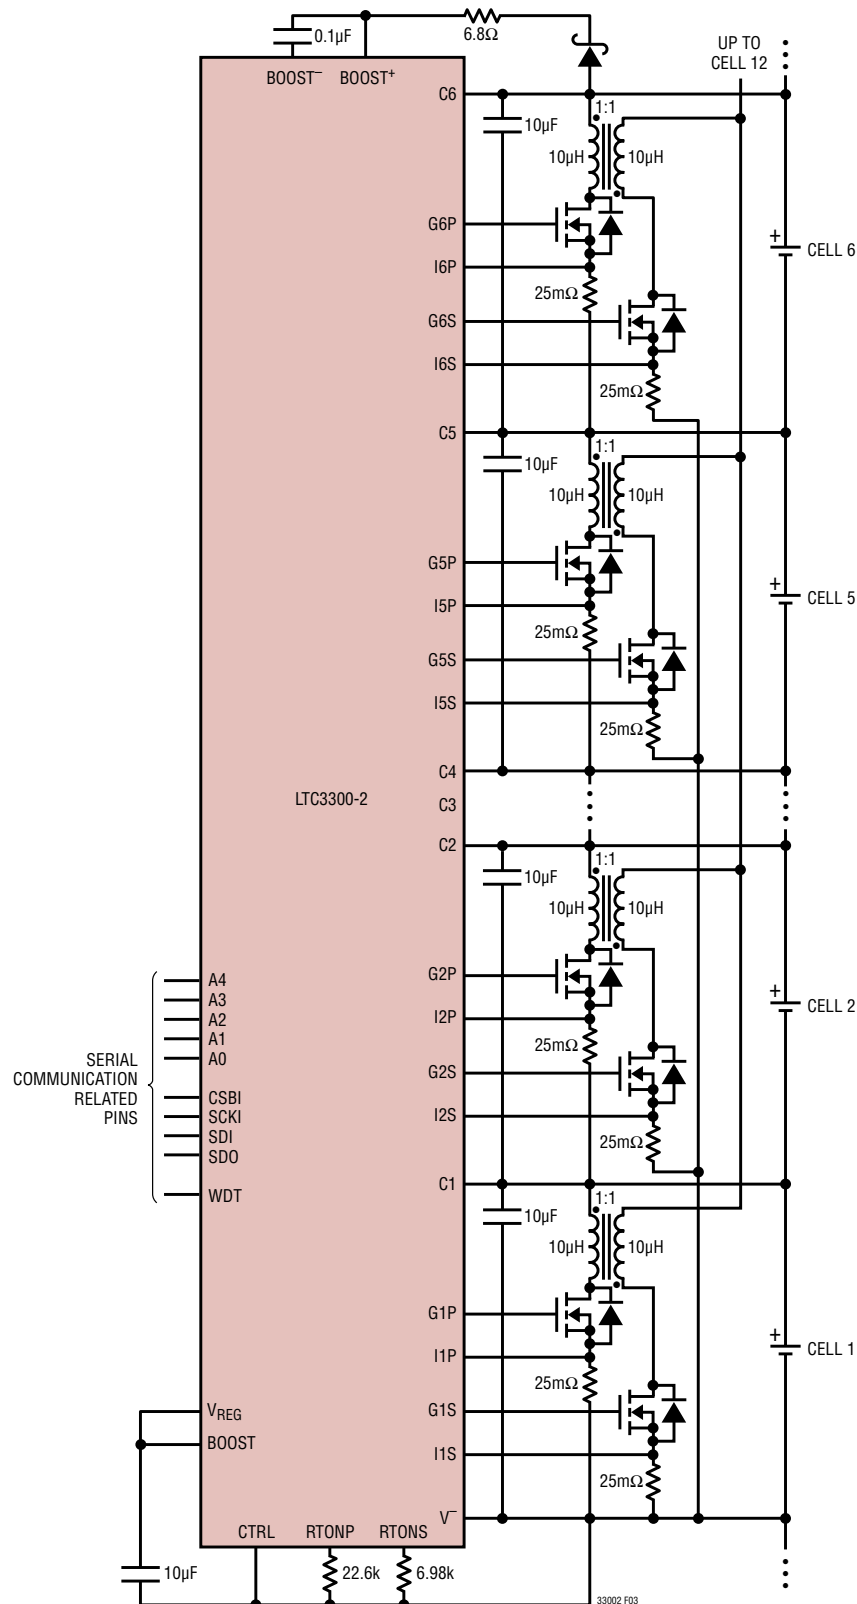 0.1µF
6.8Ω
UP TO
CELL 12
BOOST–
BOOST+
C6
1:1
10µF
10µH
10µH
G6P
CELL 6
I6P
25mΩ
G6S
I6S
25mΩ
C5
1:1
10µF
10µH
10µH
G5P
CELL 5
I5P
25mΩ
G5S
I5S
25mΩ
C4
LTC3300-2
C3
C2
1:1
10µF
10µH
10µH
G2P
CELL 2
I2P
25mΩ
G2S
I2S
25mΩ
SERIAL
COMMUNICATION
RELATED
PINS
A4
A3
A2
A1
A0
CSBI
SCKI
SDI
SDO
WDT
C1
1:1
10µF
10µH
10µH
G1P
CELL 1
I1P
25mΩ
G1S
I1S
25mΩ
VREG
BOOST
V–
CTRL
RTONP
RTONS
10µF
22.6k
6.98k
33002 F03